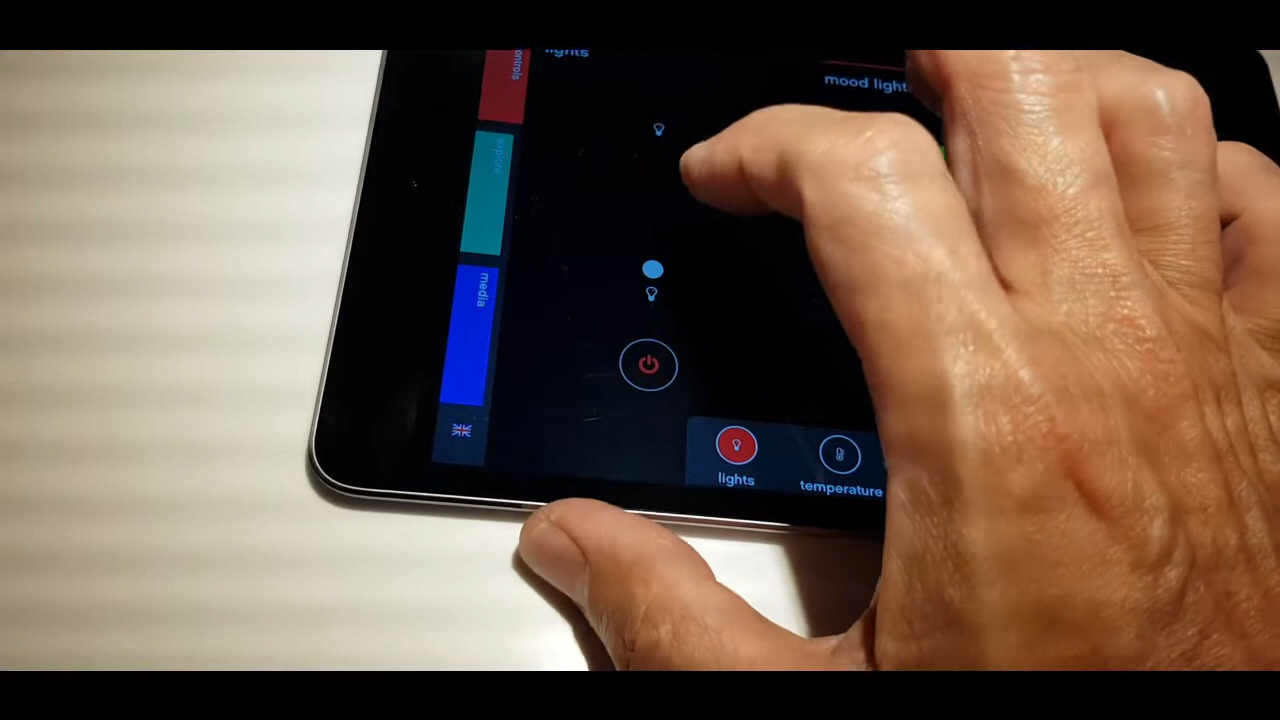 lights
mood light
controls
explore
media
lights
temperature